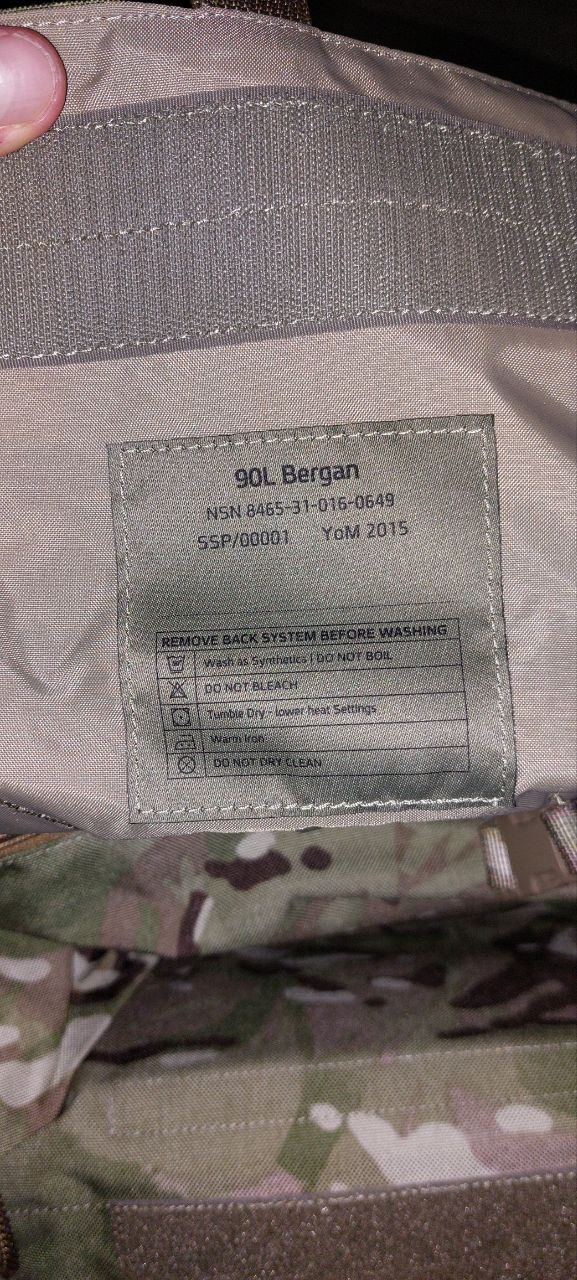 90L Bergan
NSN 8465-31-016-0649
SSP/00001 YoM 2015
REMOVE BACK SYSTEM BEFORE WASHING
Wash as Synthetics | DO NOT BOIL
DO NOT BLEACH
Tumble Dry - lower heat Settings
Warm Iron
DO NOT DRY CLEAN